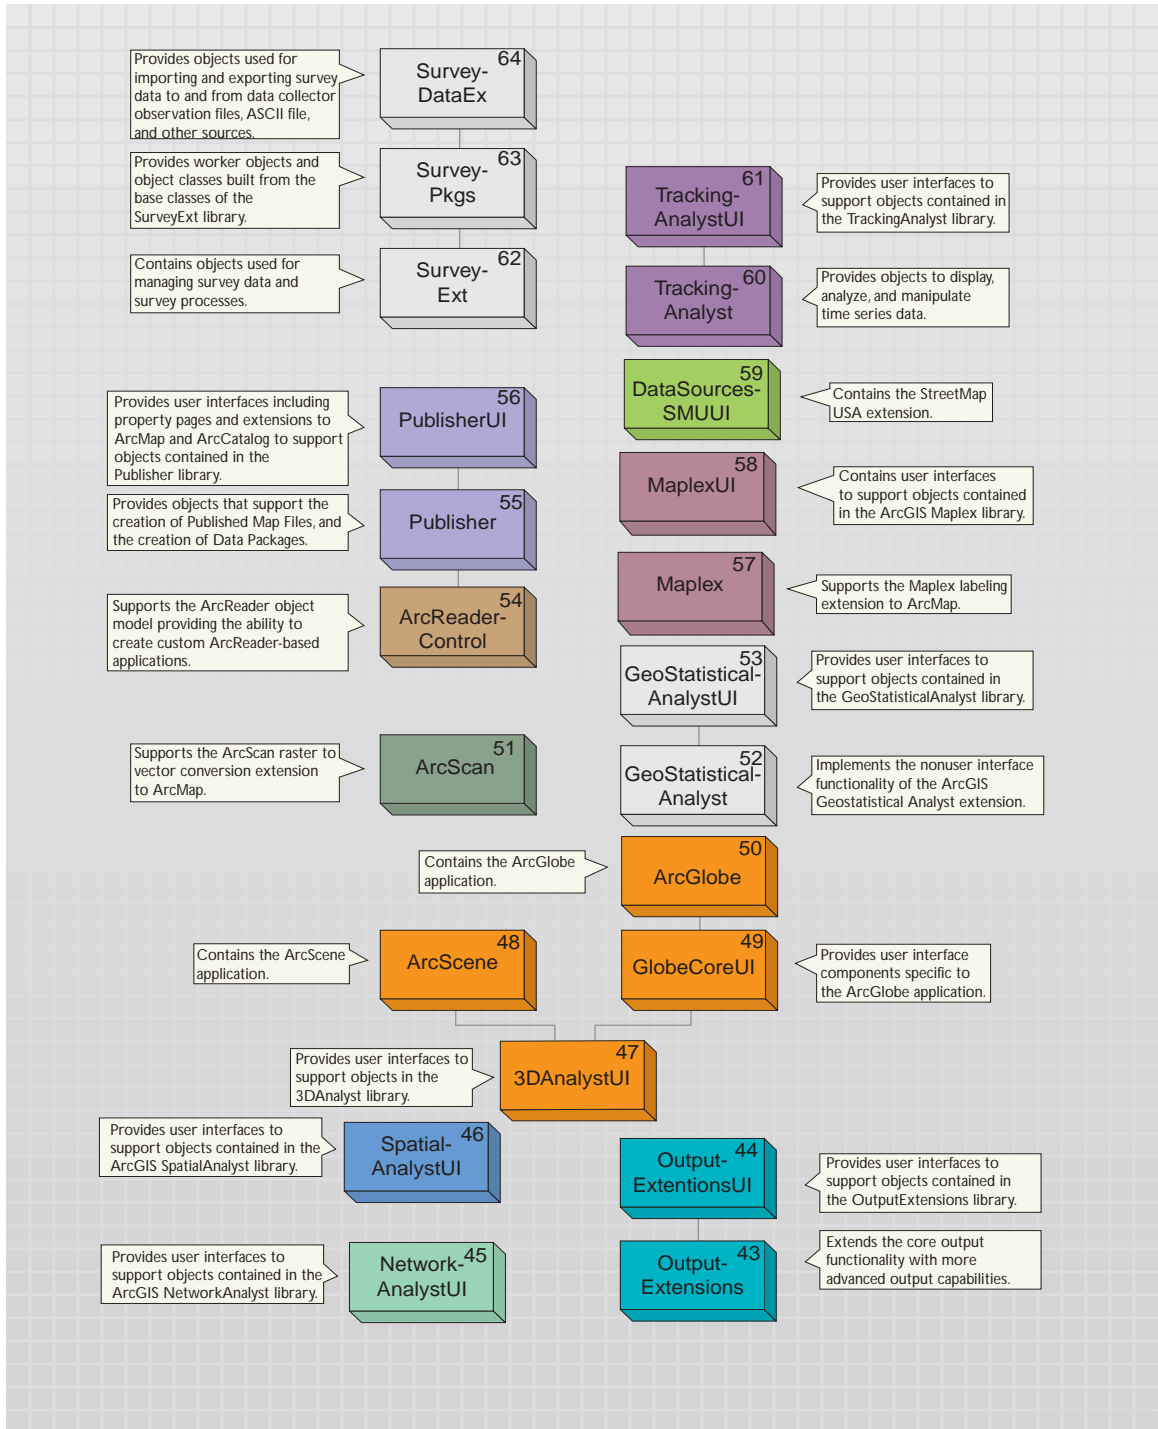 Provides objects used for
importing and exporting survey
data to and from data collector
observation files, ASCII file,
and other sources.
64
Survey-
DataEx
Provides worker objects and
object classes built from the
base classes of the
SurveyExt library.
63
Survey-
Pkgs
61
Tracking-
AnalystUI
Provides user interfaces to
support objects contained in
the TrackingAnalyst library.
Contains objects used for
managing survey data and
survey processes.
62
Survey-
Ext
60
Tracking-
Analyst
Provides objects to display,
analyze, and manipulate
time series data.
59
DataSources-
SMUUI
Contains the StreetMap
USA extension.
Provides user interfaces including
property pages and extensions to
ArcMap and ArcCatalog to support
objects contained in the
Publisher library.
56
PublisherUI
58
MaplexUI
Contains user interfaces
to support objects contained
in the ArcGIS Maplex library.
Provides objects that support the
creation of Published Map Files, and
the creation of Data Packages.
55
Publisher
57
Maplex
Supports the Maplex labeling
extension to ArcMap.
Supports the ArcReader object
model providing the ability to
create custom ArcReader-based
applications.
54
ArcReader-
Control
53
GeoStatistical-
AnalystUI
Provides user interfaces to
support objects contained in
the GeoStatisticalAnalyst library.
Supports the ArcScan raster to
vector conversion extension
to ArcMap.
51
ArcScan
52
GeoStatistical-
Analyst
Implements the nonuser interface
functionality of the ArcGIS
Geostatistical Analyst extension.
Contains the ArcGlobe
application.
50
ArcGlobe
Contains the ArcScene
application.
48
ArcScene
49
GlobeCoreUI
Provides user interface
components specific to
the ArcGlobe application.
Provides user interfaces to
support objects in the
3DAnalyst library.
47
3DAnalystUI
Provides user interfaces to
support objects contained in the
ArcGIS SpatialAnalyst library.
46
Spatial-
AnalystUI
44
Output-
ExtentionsUI
Provides user interfaces to
support objects contained in
the OutputExtensions library.
Provides user interfaces to
support objects contained in the
ArcGIS NetworkAnalyst library.
45
Network-
AnalystUI
43
Output-
Extensions
Extends the core output
functionality with more
advanced output capabilities.